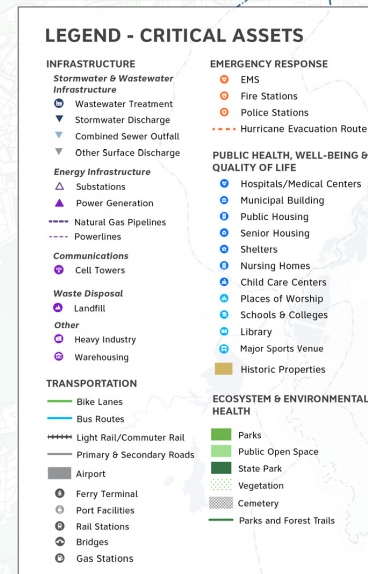 LEGEND - CRITICAL ASSETS
INFRASTRUCTURE
Stormwater & Wastewater
Infrastructure
Wastewater Treatment
Stormwater Discharge
Combined Sewer Outfall
Other Surface Discharge
Energy Infrastructure
Substations
Power Generation
Natural Gas Pipelines
Powerlines
Communications
Cell Towers
Waste Disposal
Landfill
Other
Heavy Industry
Warehousing
TRANSPORTATION
Bike Lanes
Bus Routes
Light Rail/Commuter Rail
Primary & Secondary Roads
Airport
Ferry Terminal
Port Facilities
Rail Stations
Bridges
Gas Stations
EMERGENCY RESPONSE
EMS
Fire Stations
Police Stations
Hurricane Evacuation Route
PUBLIC HEALTH, WELL-BEING &
QUALITY OF LIFE
Hospitals/Medical Centers
Municipal Building
Public Housing
Senior Housing
Shelters
Nursing Homes
Child Care Centers
Places of Worship
Schools & Colleges
Library
Major Sports Venue
Historic Properties
ECOSYSTEM & ENVIRONMENTAL
HEALTH
Parks
Public Open Space
State Park
Vegetation
Cemetery
Parks and Forest Trails